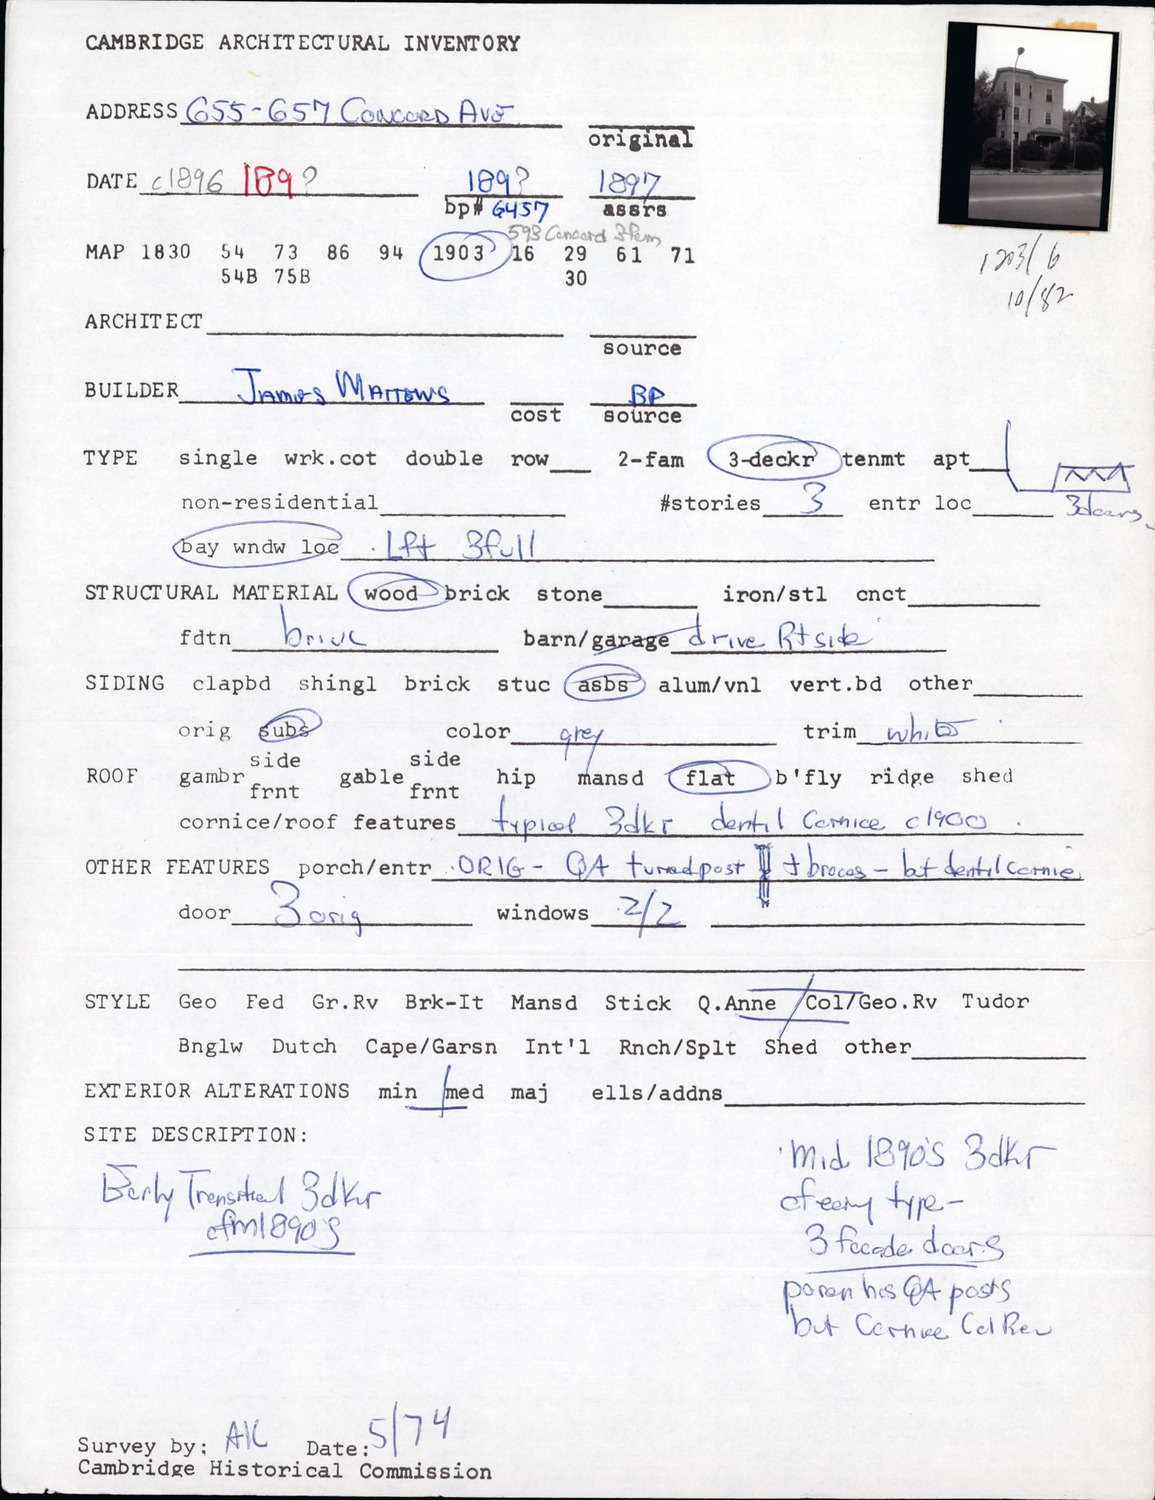 CAMBRIDGE ARCHITECTURAL INVENTORY
ADDRESS 655-657 CONCORD AVE
original
DATE c1896 189? 189? 1897
bp# 6457 assrs
593 Concord 3fam
MAP 1830 54 73 86 94 1903 16 29 61 71
54B 75B 30
1203/6
10/82
ARCHITECT
source
BUILDER JAMES MATTOWS BP
cost source
TYPE single wrk.cot double row 2-fam 3-deckr tenmt apt
non-residential #stories 3 entr loc 3doors
bay wndw loc Lft 3full
STRUCTURAL MATERIAL wood brick stone iron/stl cnct
fdtn brick barn/garage drive Rt side
SIDING clapbd shingl brick stuc asbs alum/vnl vert.bd other
orig subs color grey trim white
side side
ROOF gambr gable hip mansd flat b'fly ridge shed
frnt frnt
cornice/roof features typical 3dkr dentil Cornice c1900
OTHER FEATURES porch/entr ORIG - QA turned post + braces - but dentil cornice
door 3 orig windows 2/2
STYLE Geo Fed Gr.Rv Brk-It Mansd Stick Q.Anne Col/Geo.Rv Tudor
Bnglw Dutch Cape/Garsn Int'l Rnch/Splt Shed other
EXTERIOR ALTERATIONS min med maj ells/addns
SITE DESCRIPTION:
Early Transitional 3dkr
of m1890's
Mid 1890's 3dkr
of early type-
3 facade doors
porch has QA posts
but Cornice Col Rev
Survey by: AK Date: 5/74
Cambridge Historical Commission